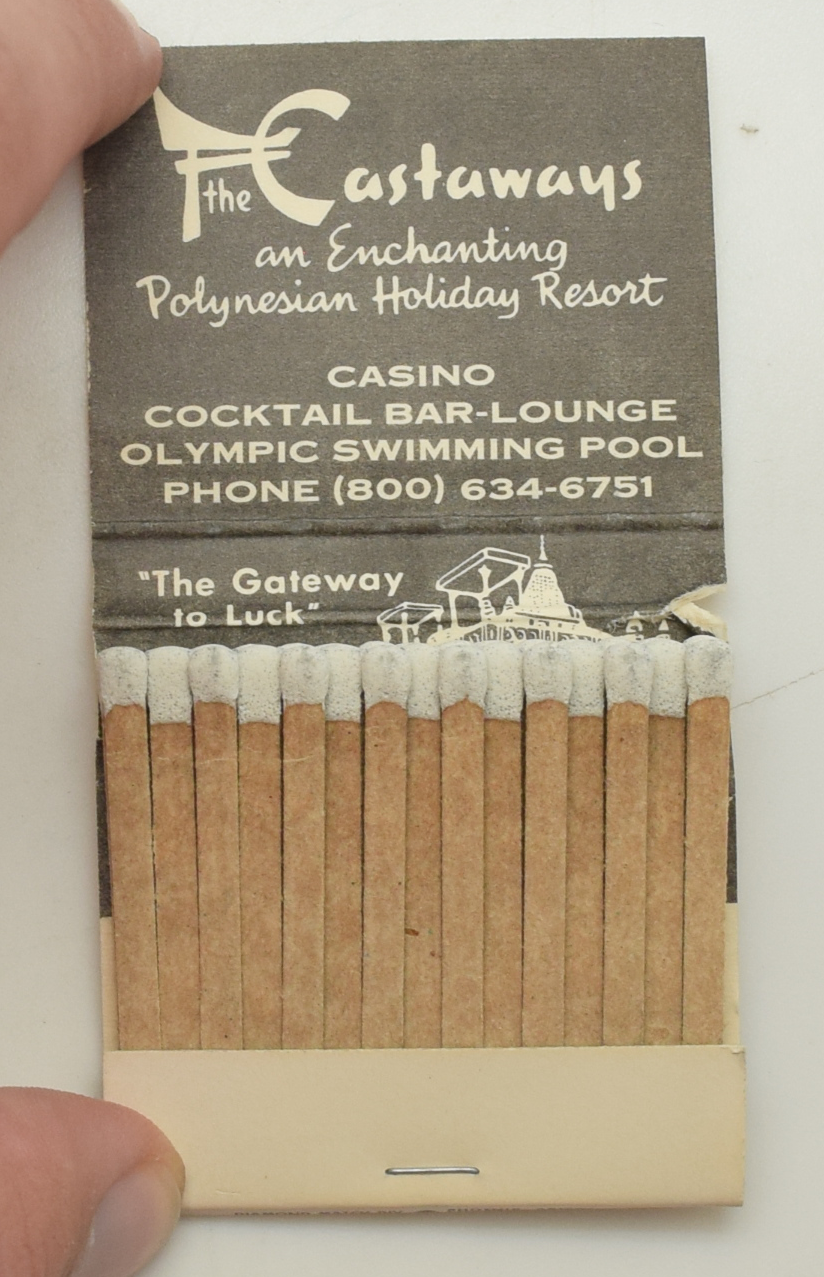 the Castaways
an Enchanting
Polynesian Holiday Resort
CASINO
COCKTAIL BAR-LOUNGE
OLYMPIC SWIMMING POOL
PHONE (800) 634-6751
"The Gateway
to Luck"